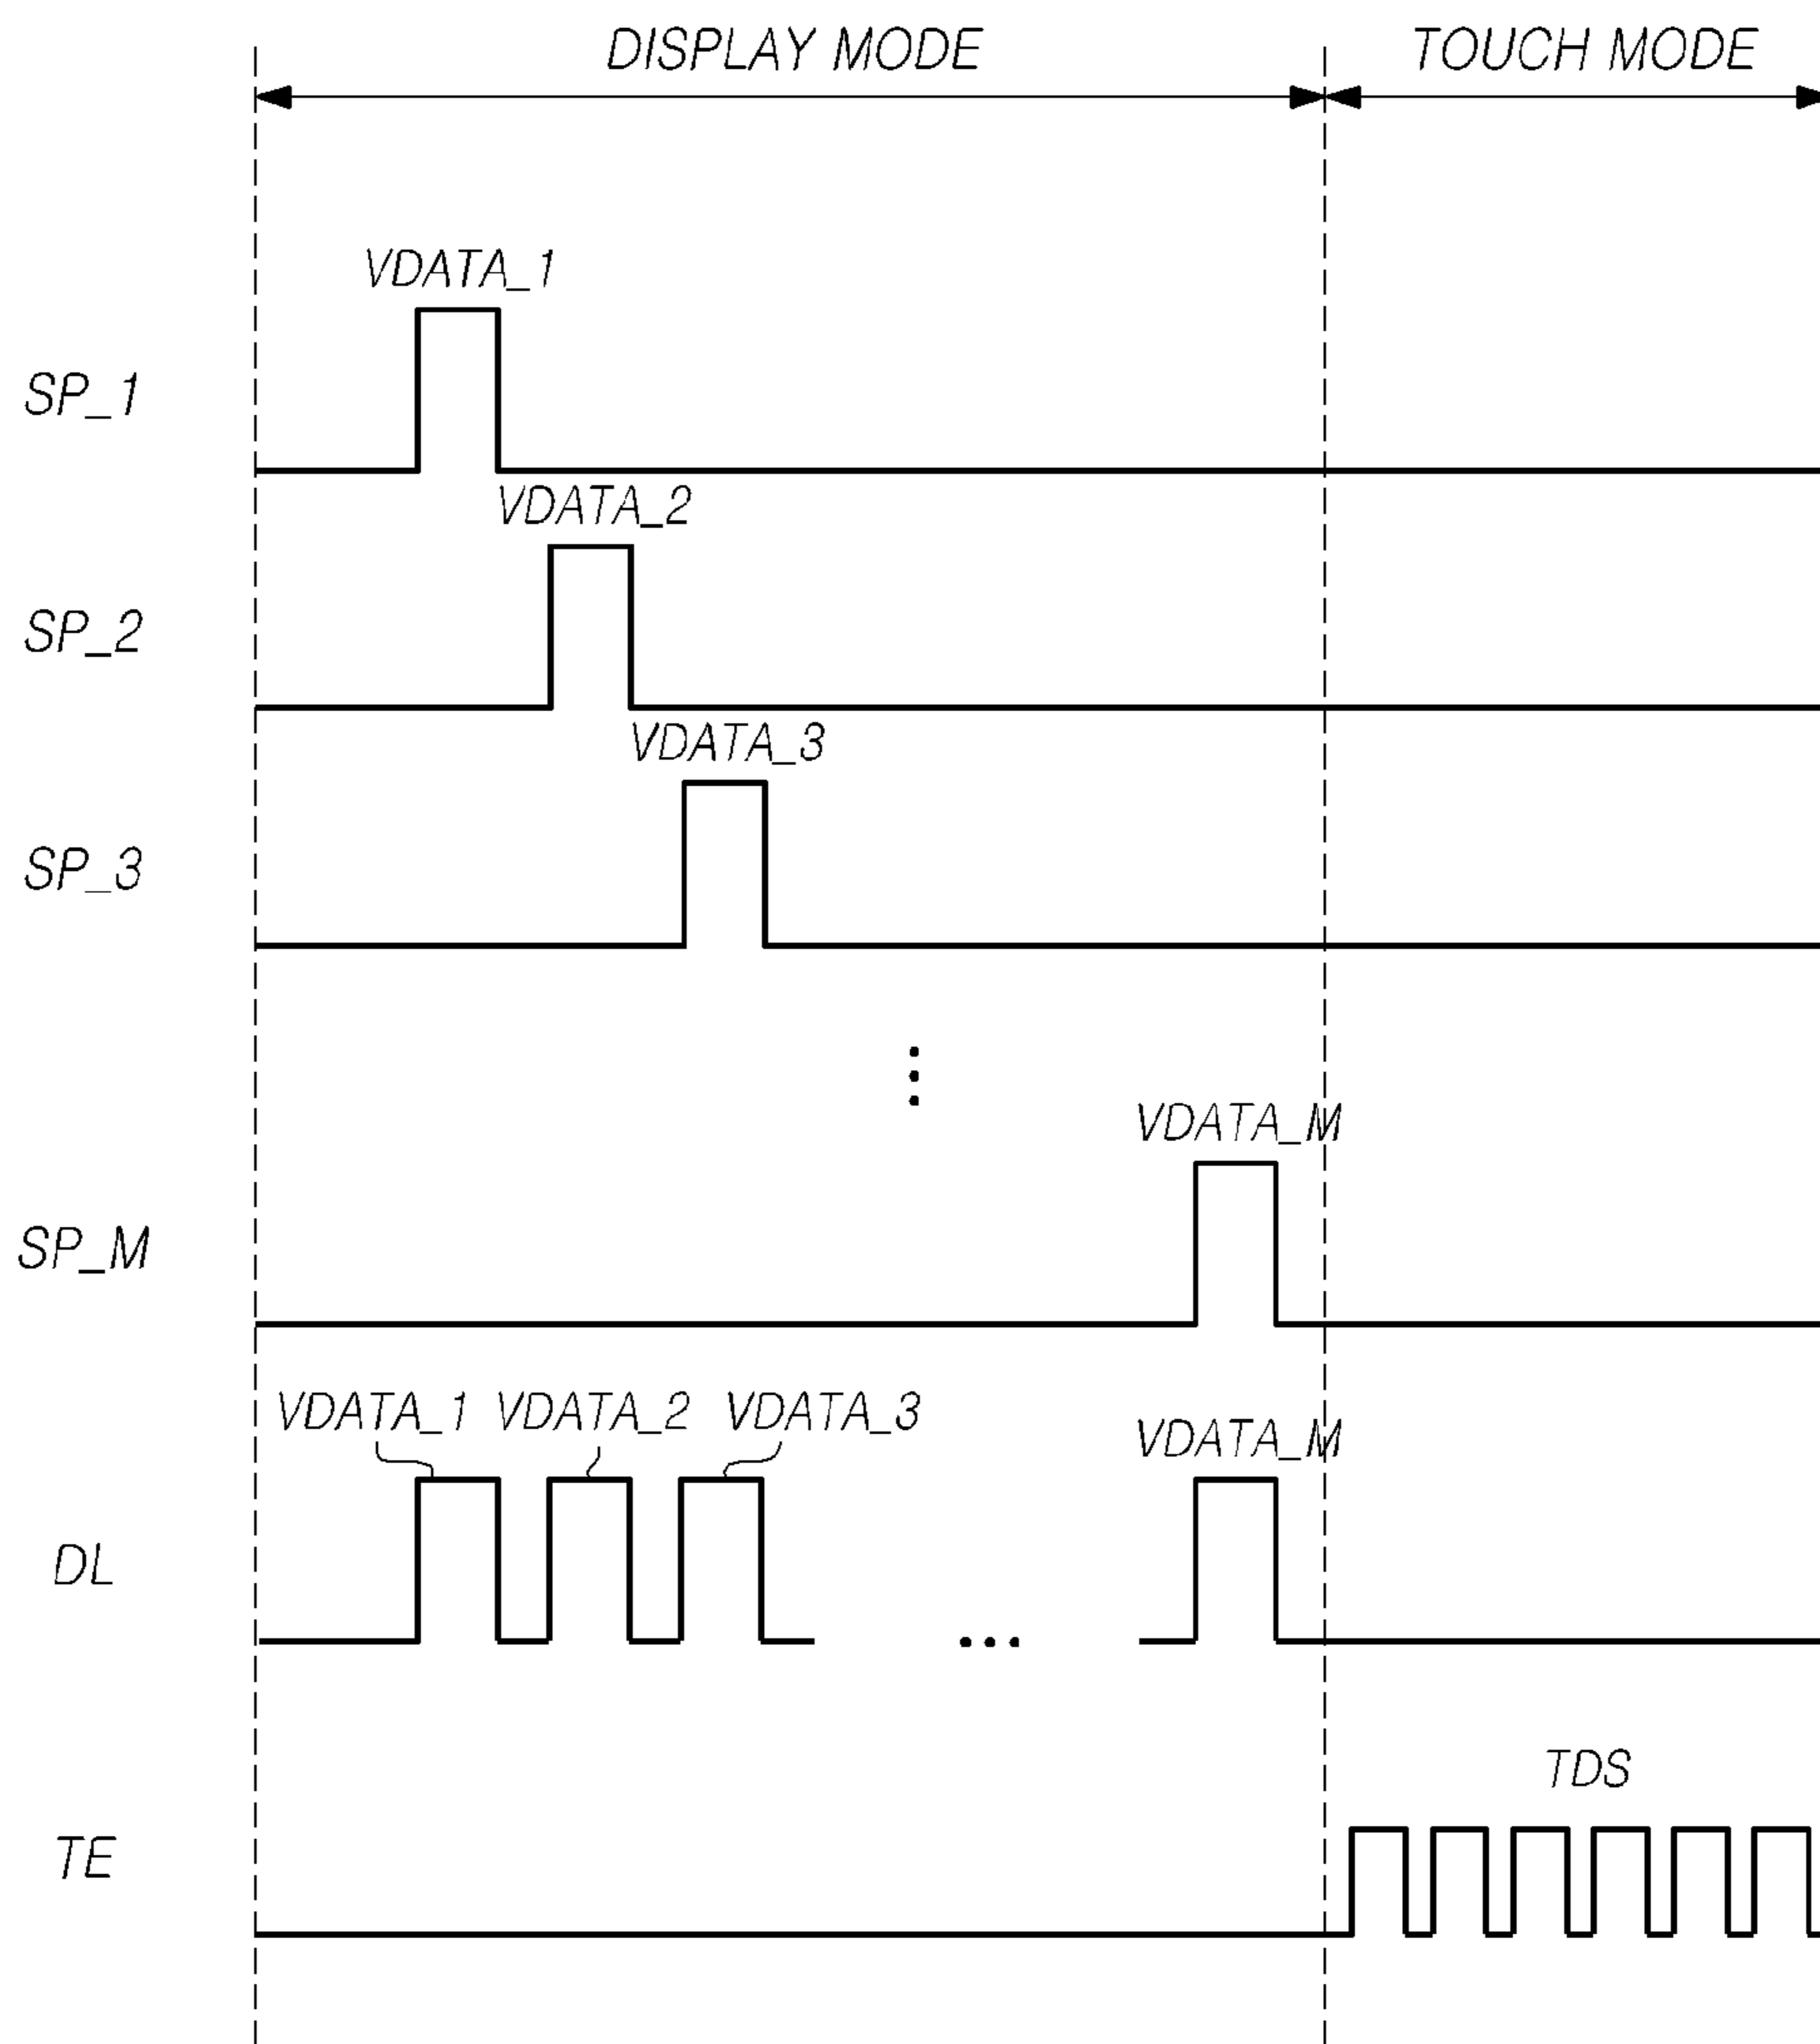 DISPLAY MODE TOUCH MODE
VDATA_1
SP_1
VDATA_2
SP_2
VDATA_3
SP_3
VDATA_M
SP_M
VDATA_1 VDATA_2 VDATA_3 VDATA_M
DL
TDS
TE